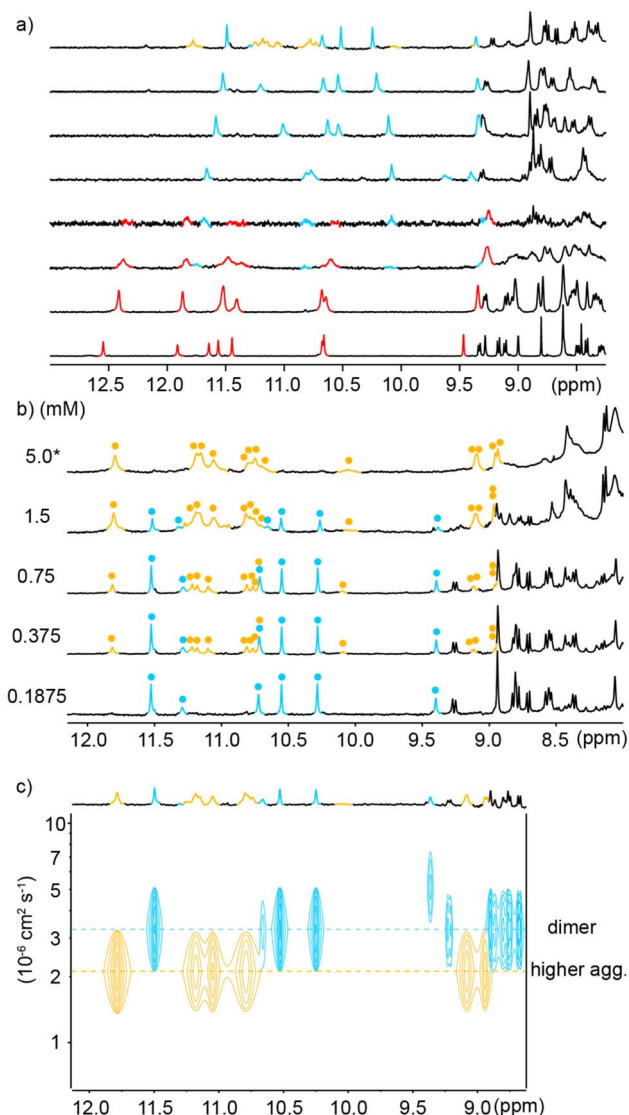 a)
12.5 12.0 11.5 11.0 10.5 10.0 9.5 9.0 (ppm)
b) (mM)
5.0*
1.5
0.75
0.375
0.1875
12.0 11.5 11.0 10.5 10.0 9.5 9.0 8.5 (ppm)
c)
10
5
3
2
1
(10⁻⁶ cm² s⁻¹)
dimer
higher agg.
12.0 11.5 11.0 10.5 10.0 9.5 9.0 (ppm)